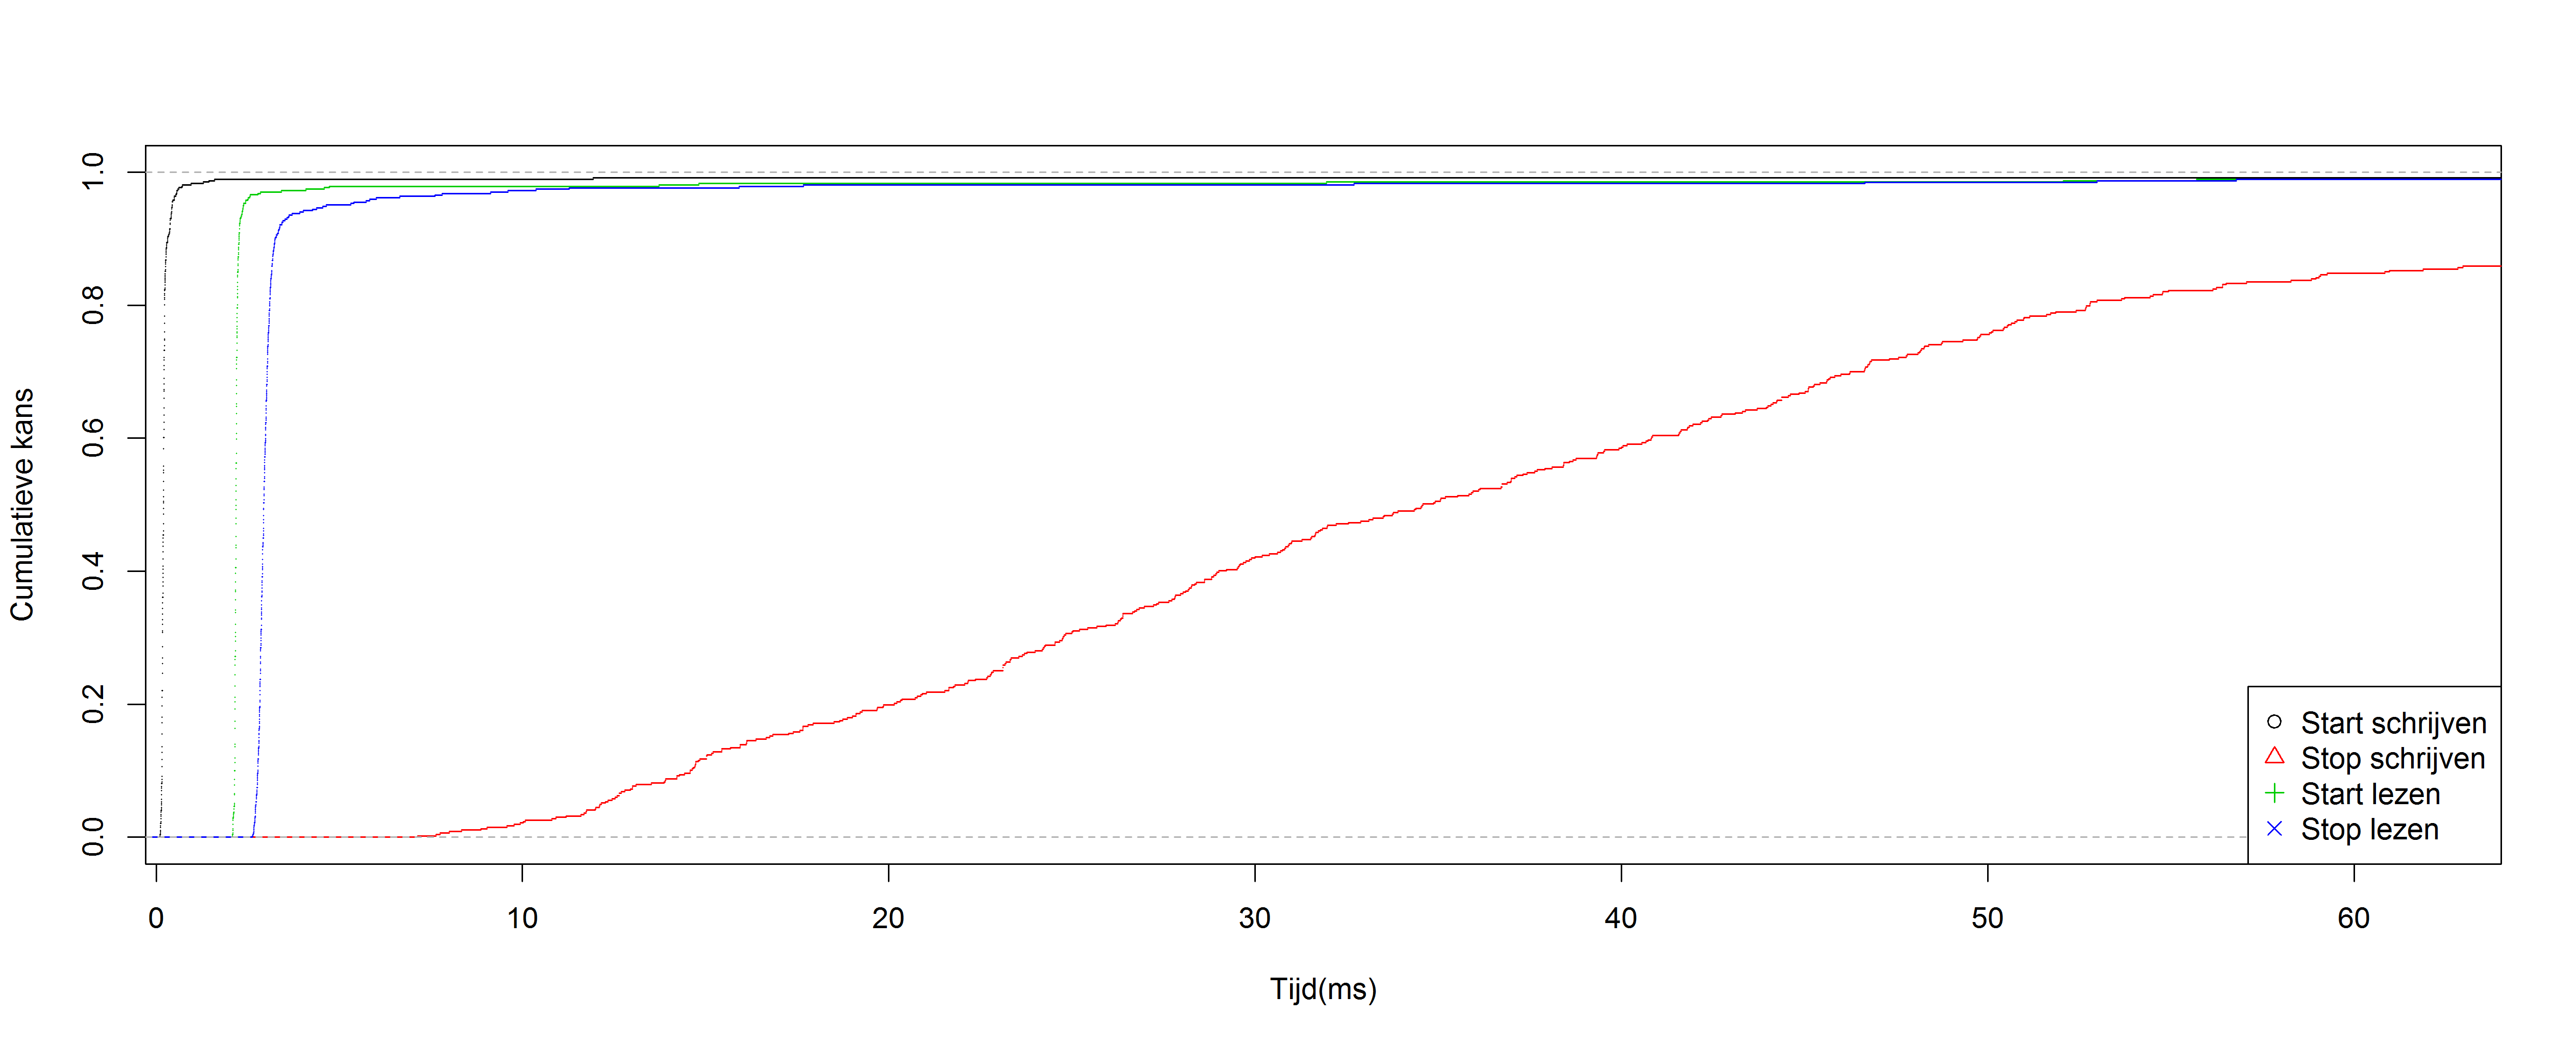 Cumulatieve kans
1.0
0.8
0.6
0.4
0.2
0.0
Start schrijven
Stop schrijven
Start lezen
Stop lezen
0 10 20 30 40 50 60
Tijd(ms)